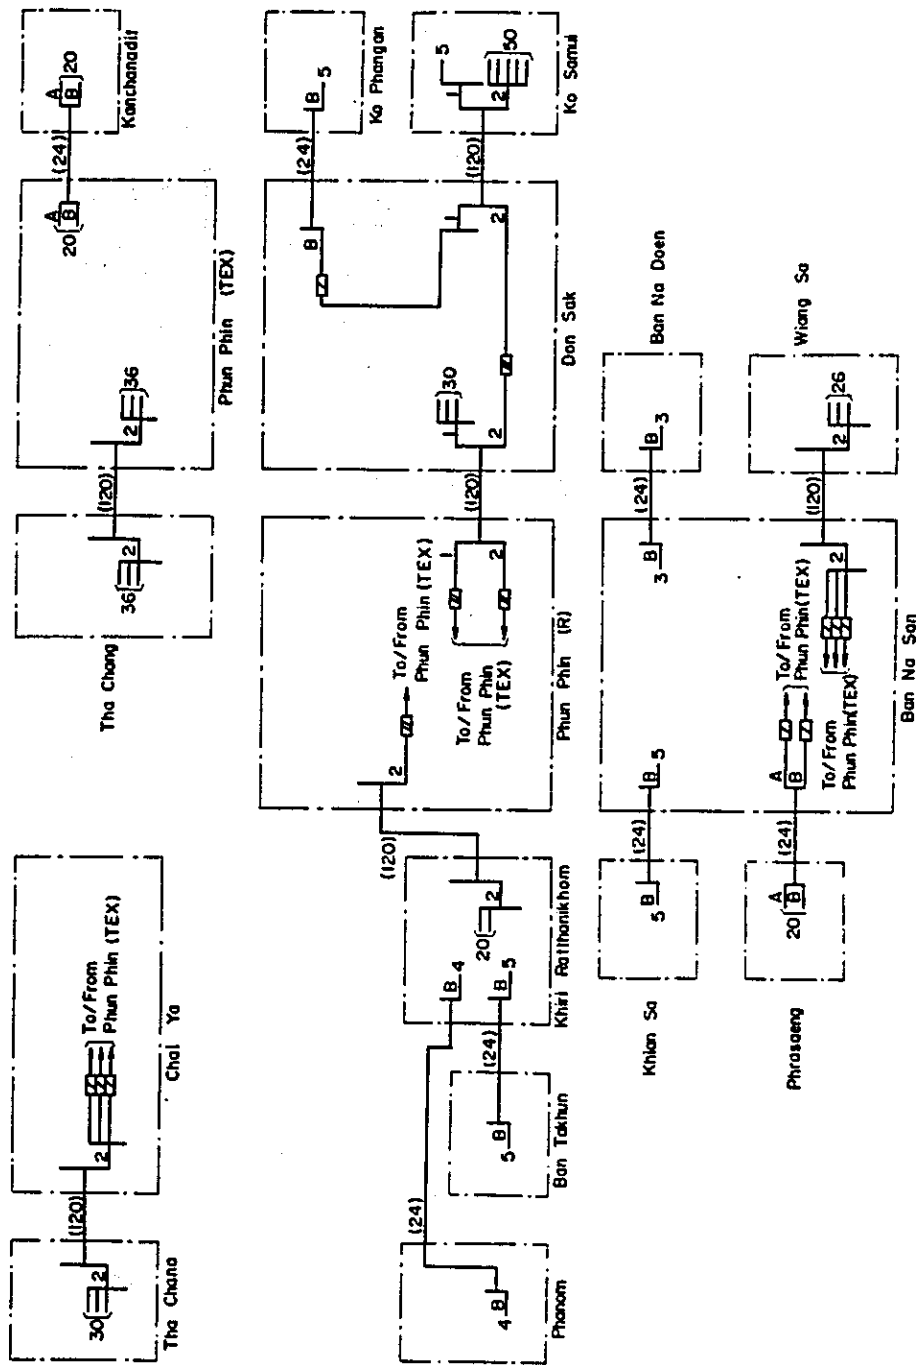 Kanchanadit
A
B
20
(24)
A
B
20
Phun Phin (TEX)
36
2
(120)
2
36
Tha Chang
To/From
Phun Phin (TEX)
Chai Ya
2
(120)
2
30
Tha Chana
Ko Phangan
B
5
(24)
B
Ko Samui
5
50
2
(120)
2
Don Sak
30
2
(120)
2
To/From
Phun Phin (TEX)
To/From
Phun Phin
(TEX)
Phun Phin (R)
2
(120)
2
20
B
4
B
5
Khiri Ratthanikhom
(24)
(24)
B
5
Ban Takhun
4
B
Phanom
Ban Na Doen
B
3
(24)
B
3
Wiang Sa
26
2
(120)
2
To/From
Phun Phin(TEX)
To/From
Phun Phin(TEX)
A
B
B
5
Ban Na San
(24)
B
5
Khian Sa
(24)
A
B
20
Phrasaeng